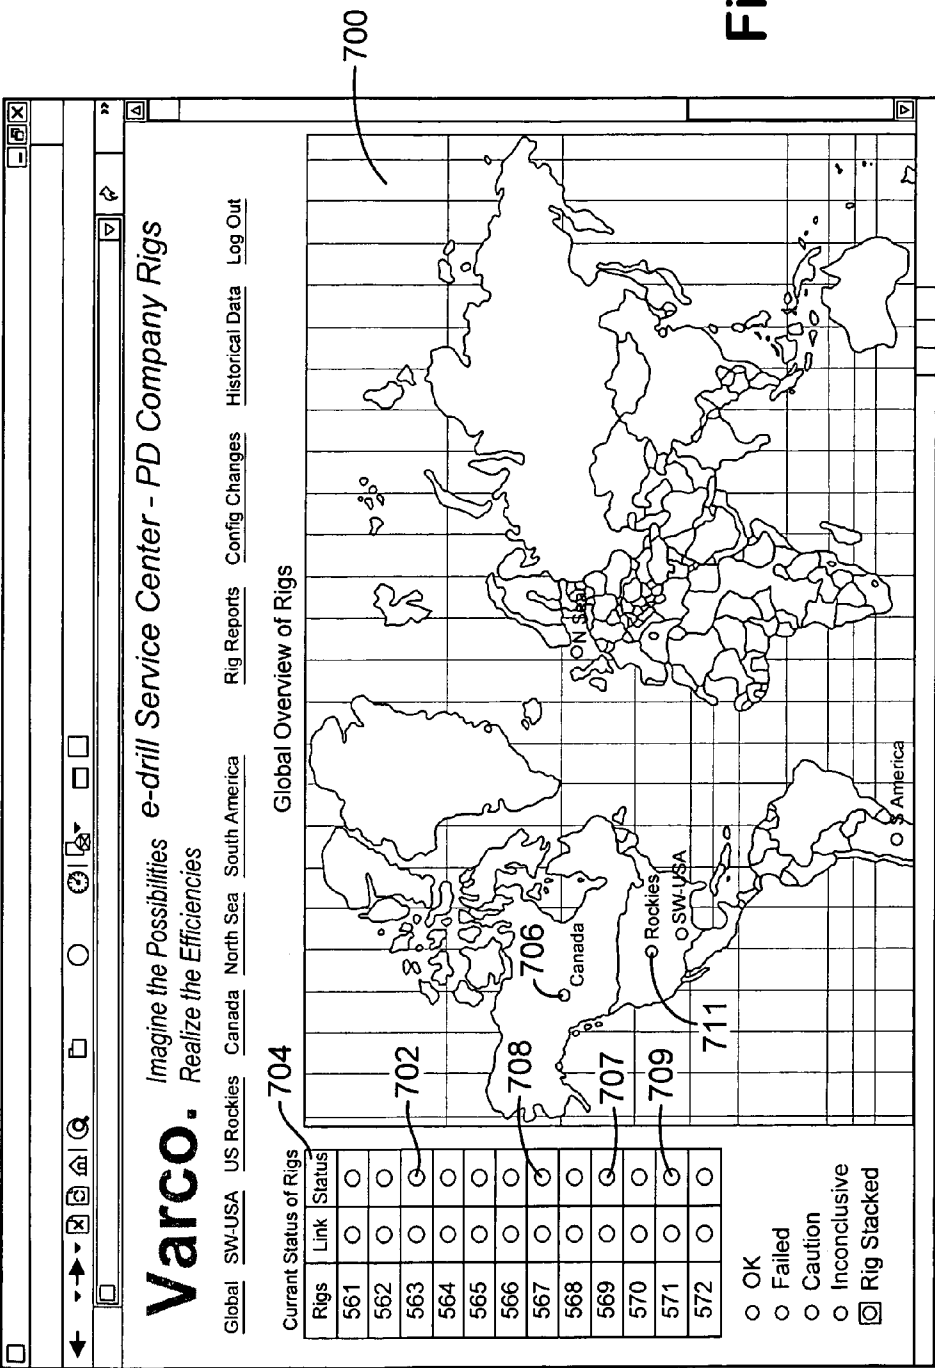 Fi
700
Varco.
Imagine the Possibilities
Realize the Efficiencies
e-drill Service Center - PD Company Rigs
Global SW-USA US Rockies Canada North Sea South America Rig Reports Config Changes Historical Data Log Out
Global Overview of Rigs
704
Currant Status of Rigs
Rigs Link Status
561
562
563
564
565
566
567
568
569
570
571
572
702
708
707
709
706
711
Canada
Rockies
SW-USA
N Sea
S America
OK
Failed
Caution
Inconclusive
Rig Stacked